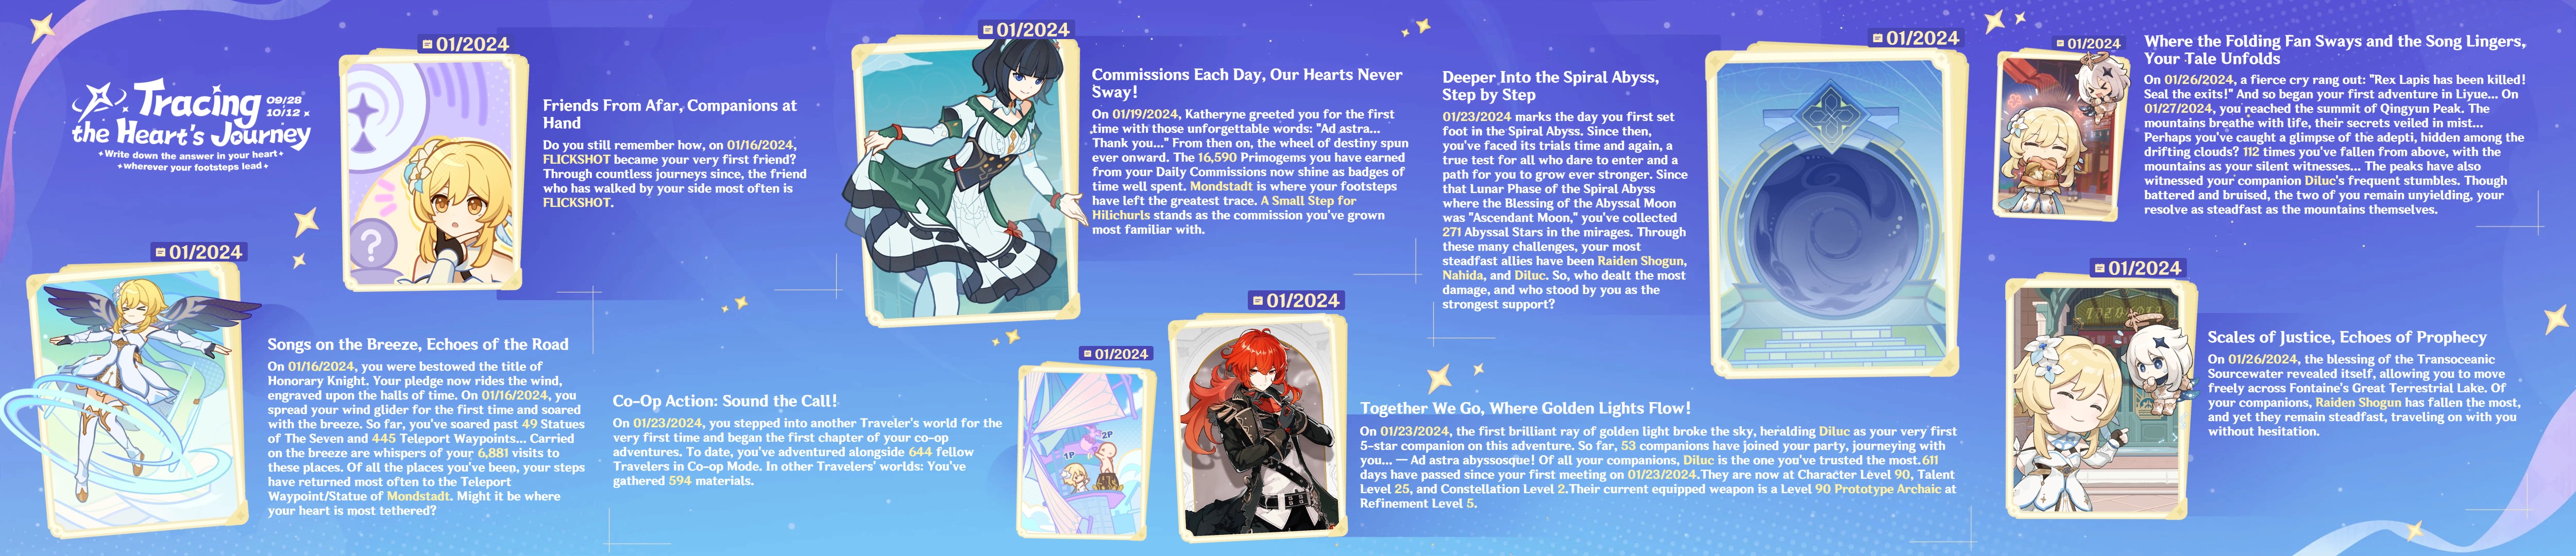 Tracing
the Heart's Journey
09/28
10/12
Write down the answer in your heart
wherever your footsteps lead
01/2024
Songs on the Breeze, Echoes of the Road
On 01/16/2024, you were bestowed the title of
Honorary Knight. Your pledge now rides the wind,
engraved upon the halls of time. On 01/16/2024, you
spread your wind glider for the first time and soared
with the breeze. So far, you've soared past 49 Statues
of The Seven and 445 Teleport Waypoints... Carried
on the breeze are whispers of your 6,881 visits to
these places. Of all the places you've been, your steps
have returned most often to the Teleport
Waypoint/Statue of Mondstadt. Might it be where
your heart is most tethered?
01/2024
?
Friends From Afar, Companions at
Hand
Do you still remember how, on 01/16/2024,
FLICKSHOT became your very first friend?
Through countless journeys since, the friend
who has walked by your side most often is
FLICKSHOT.
01/2024
Commissions Each Day, Our Hearts Never
Sway!
On 01/19/2024, Katheryne greeted you for the first
time with those unforgettable words: "Ad astra...
Thank you..." From then on, the wheel of destiny spun
ever onward. The 16,590 Primogems you have earned
from your Daily Commissions now shine as badges of
time well spent. Mondstadt is where your footsteps
have left the greatest trace. A Small Step for
Hilichurls stands as the commission you've grown
most familiar with.
Co-Op Action: Sound the Call!
On 01/23/2024, you stepped into another Traveler's world for the
very first time and began the first chapter of your co-op
adventures. To date, you've adventured alongside 644 fellow
Travelers in Co-op Mode. In other Travelers' worlds: You've
gathered 594 materials.
01/2024
1P
2P
01/2024
Together We Go, Where Golden Lights Flow!
On 01/23/2024, the first brilliant ray of golden light broke the sky, heralding Diluc as your very first
5-star companion on this adventure. So far, 53 companions have joined your party, journeying with
you... — Ad astra abyssosque! Of all your companions, Diluc is the one you've trusted the most.611
days have passed since your first meeting on 01/23/2024.They are now at Character Level 90, Talent
Level 25, and Constellation Level 2.Their current equipped weapon is a Level 90 Prototype Archaic at
Refinement Level 5.
Deeper Into the Spiral Abyss,
Step by Step
01/23/2024 marks the day you first set
foot in the Spiral Abyss. Since then,
you've faced its trials time and again, a
true test for all who dare to enter and a
path for you to grow ever stronger. Since
that Lunar Phase of the Spiral Abyss
where the Blessing of the Abyssal Moon
was "Ascendant Moon," you've collected
271 Abyssal Stars in the mirages. Through
these many challenges, your most
steadfast allies have been Raiden Shogun,
Nahida, and Diluc. So, who dealt the most
damage, and who stood by you as the
strongest support?
01/2024
01/2024
Where the Folding Fan Sways and the Song Lingers,
Your Tale Unfolds
On 01/26/2024, a fierce cry rang out: "Rex Lapis has been killed!
Seal the exits!" And so began your first adventure in Liyue... On
01/27/2024, you reached the summit of Qingyun Peak. The
mountains breathe with life, their secrets veiled in mist...
Perhaps you've caught a glimpse of the adepti, hidden among the
drifting clouds? 112 times you've fallen from above, with the
mountains as your silent witnesses... The peaks have also
witnessed your companion Diluc's frequent stumbles. Though
battered and bruised, the two of you remain unyielding, your
resolve as steadfast as the mountains themselves.
01/2024
Scales of Justice, Echoes of Prophecy
On 01/26/2024, the blessing of the Transoceanic
Sourcewater revealed itself, allowing you to move
freely across Fontaine's Great Terrestrial Lake. Of
your companions, Raiden Shogun has fallen the most,
and yet they remain steadfast, traveling on with you
without hesitation.